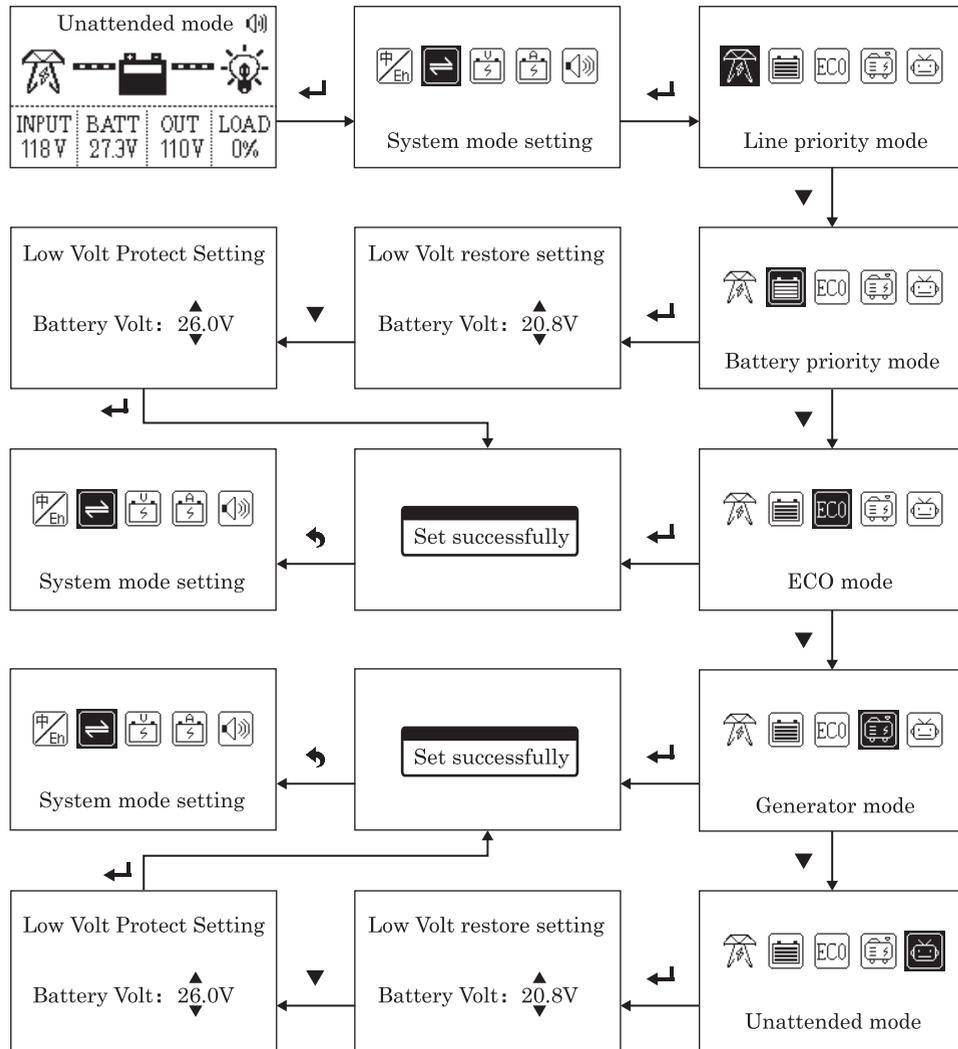 Unattended mode
INPUT BATT OUT LOAD
118V 27.3V 110V 0%
中/En U A
System mode setting
ECO
Line priority mode
Low Volt Protect Setting
Battery Volt: 26.0V
Low Volt restore setting
Battery Volt: 20.8V
ECO
Battery priority mode
中/En U A
System mode setting
Set successfully
ECO
ECO mode
中/En U A
System mode setting
Set successfully
ECO
Generator mode
Low Volt Protect Setting
Battery Volt: 26.0V
Low Volt restore setting
Battery Volt: 20.8V
ECO
Unattended mode